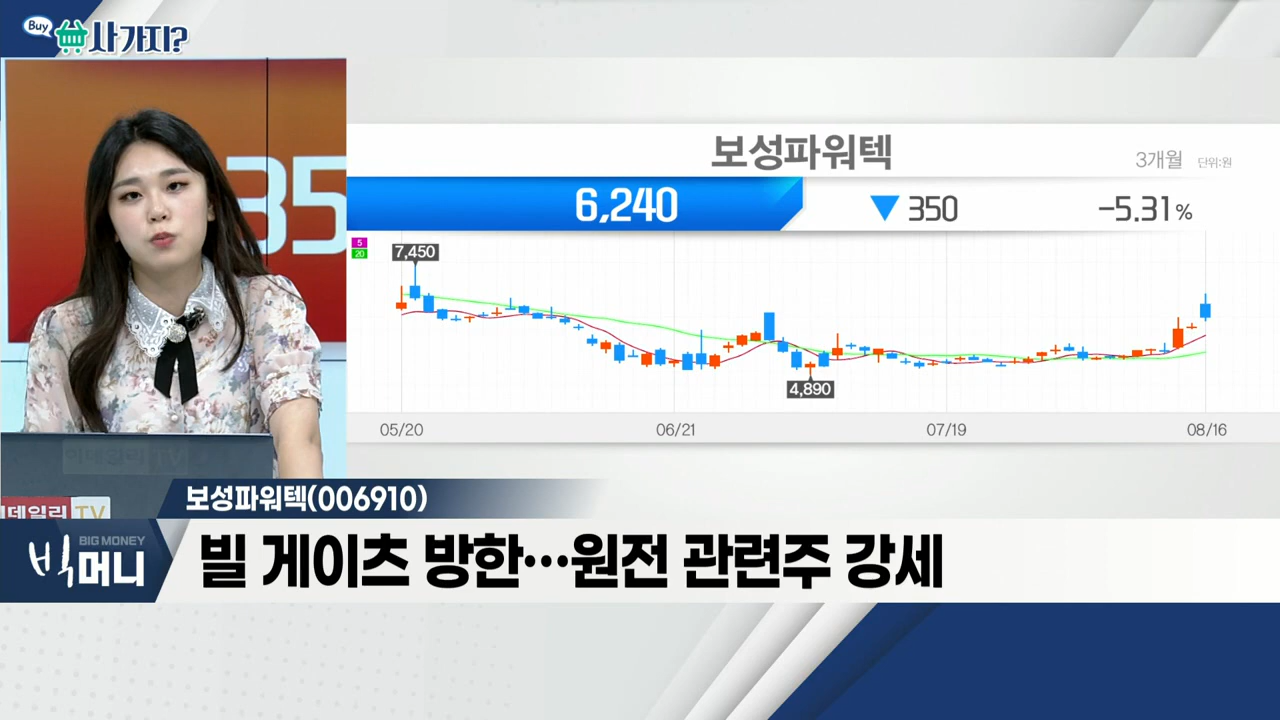 Buy
사 가지?
35
보성파워텍
3개월 단위:원
6,240 ▼ 350 -5.31%
5
20
7,450
4,890
05/20 06/21 07/19 08/16
이데일리 TV
데일리 TV
보성파워텍(006910)
BIG MONEY
빅머니
빌 게이츠 방한…원전 관련주 강세